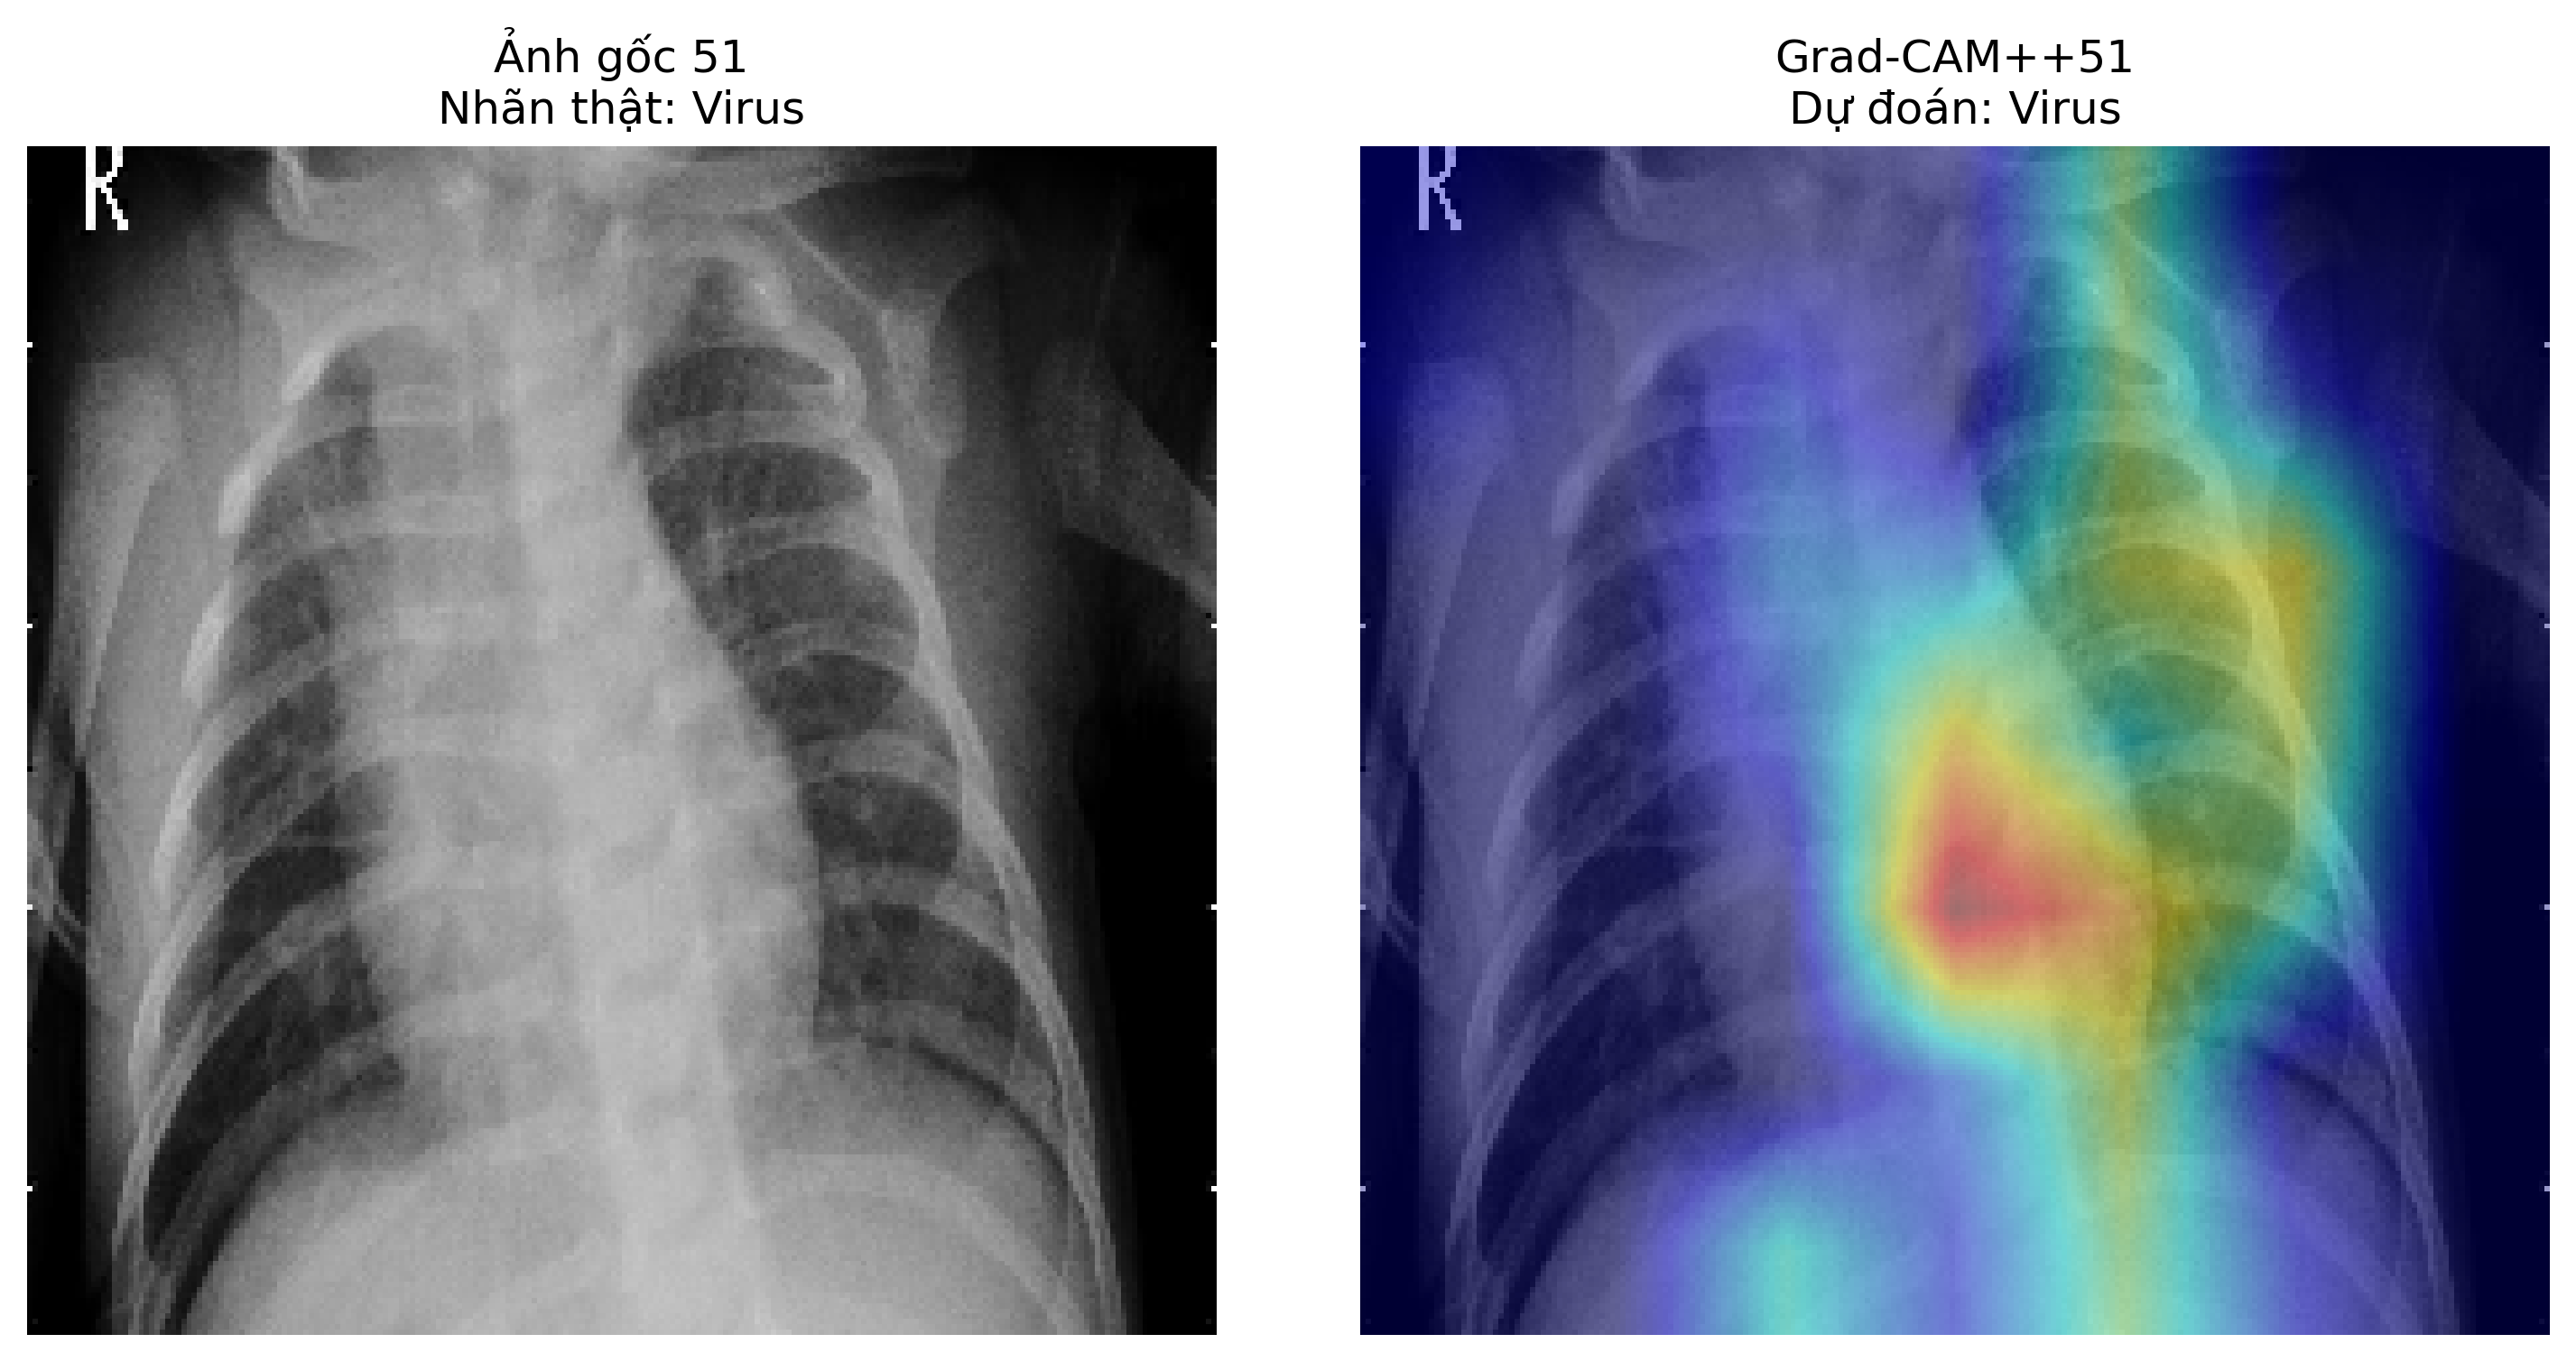 Ảnh gốc 51
Nhãn thật: Virus
Grad-CAM++51
Dự đoán: Virus
R
R